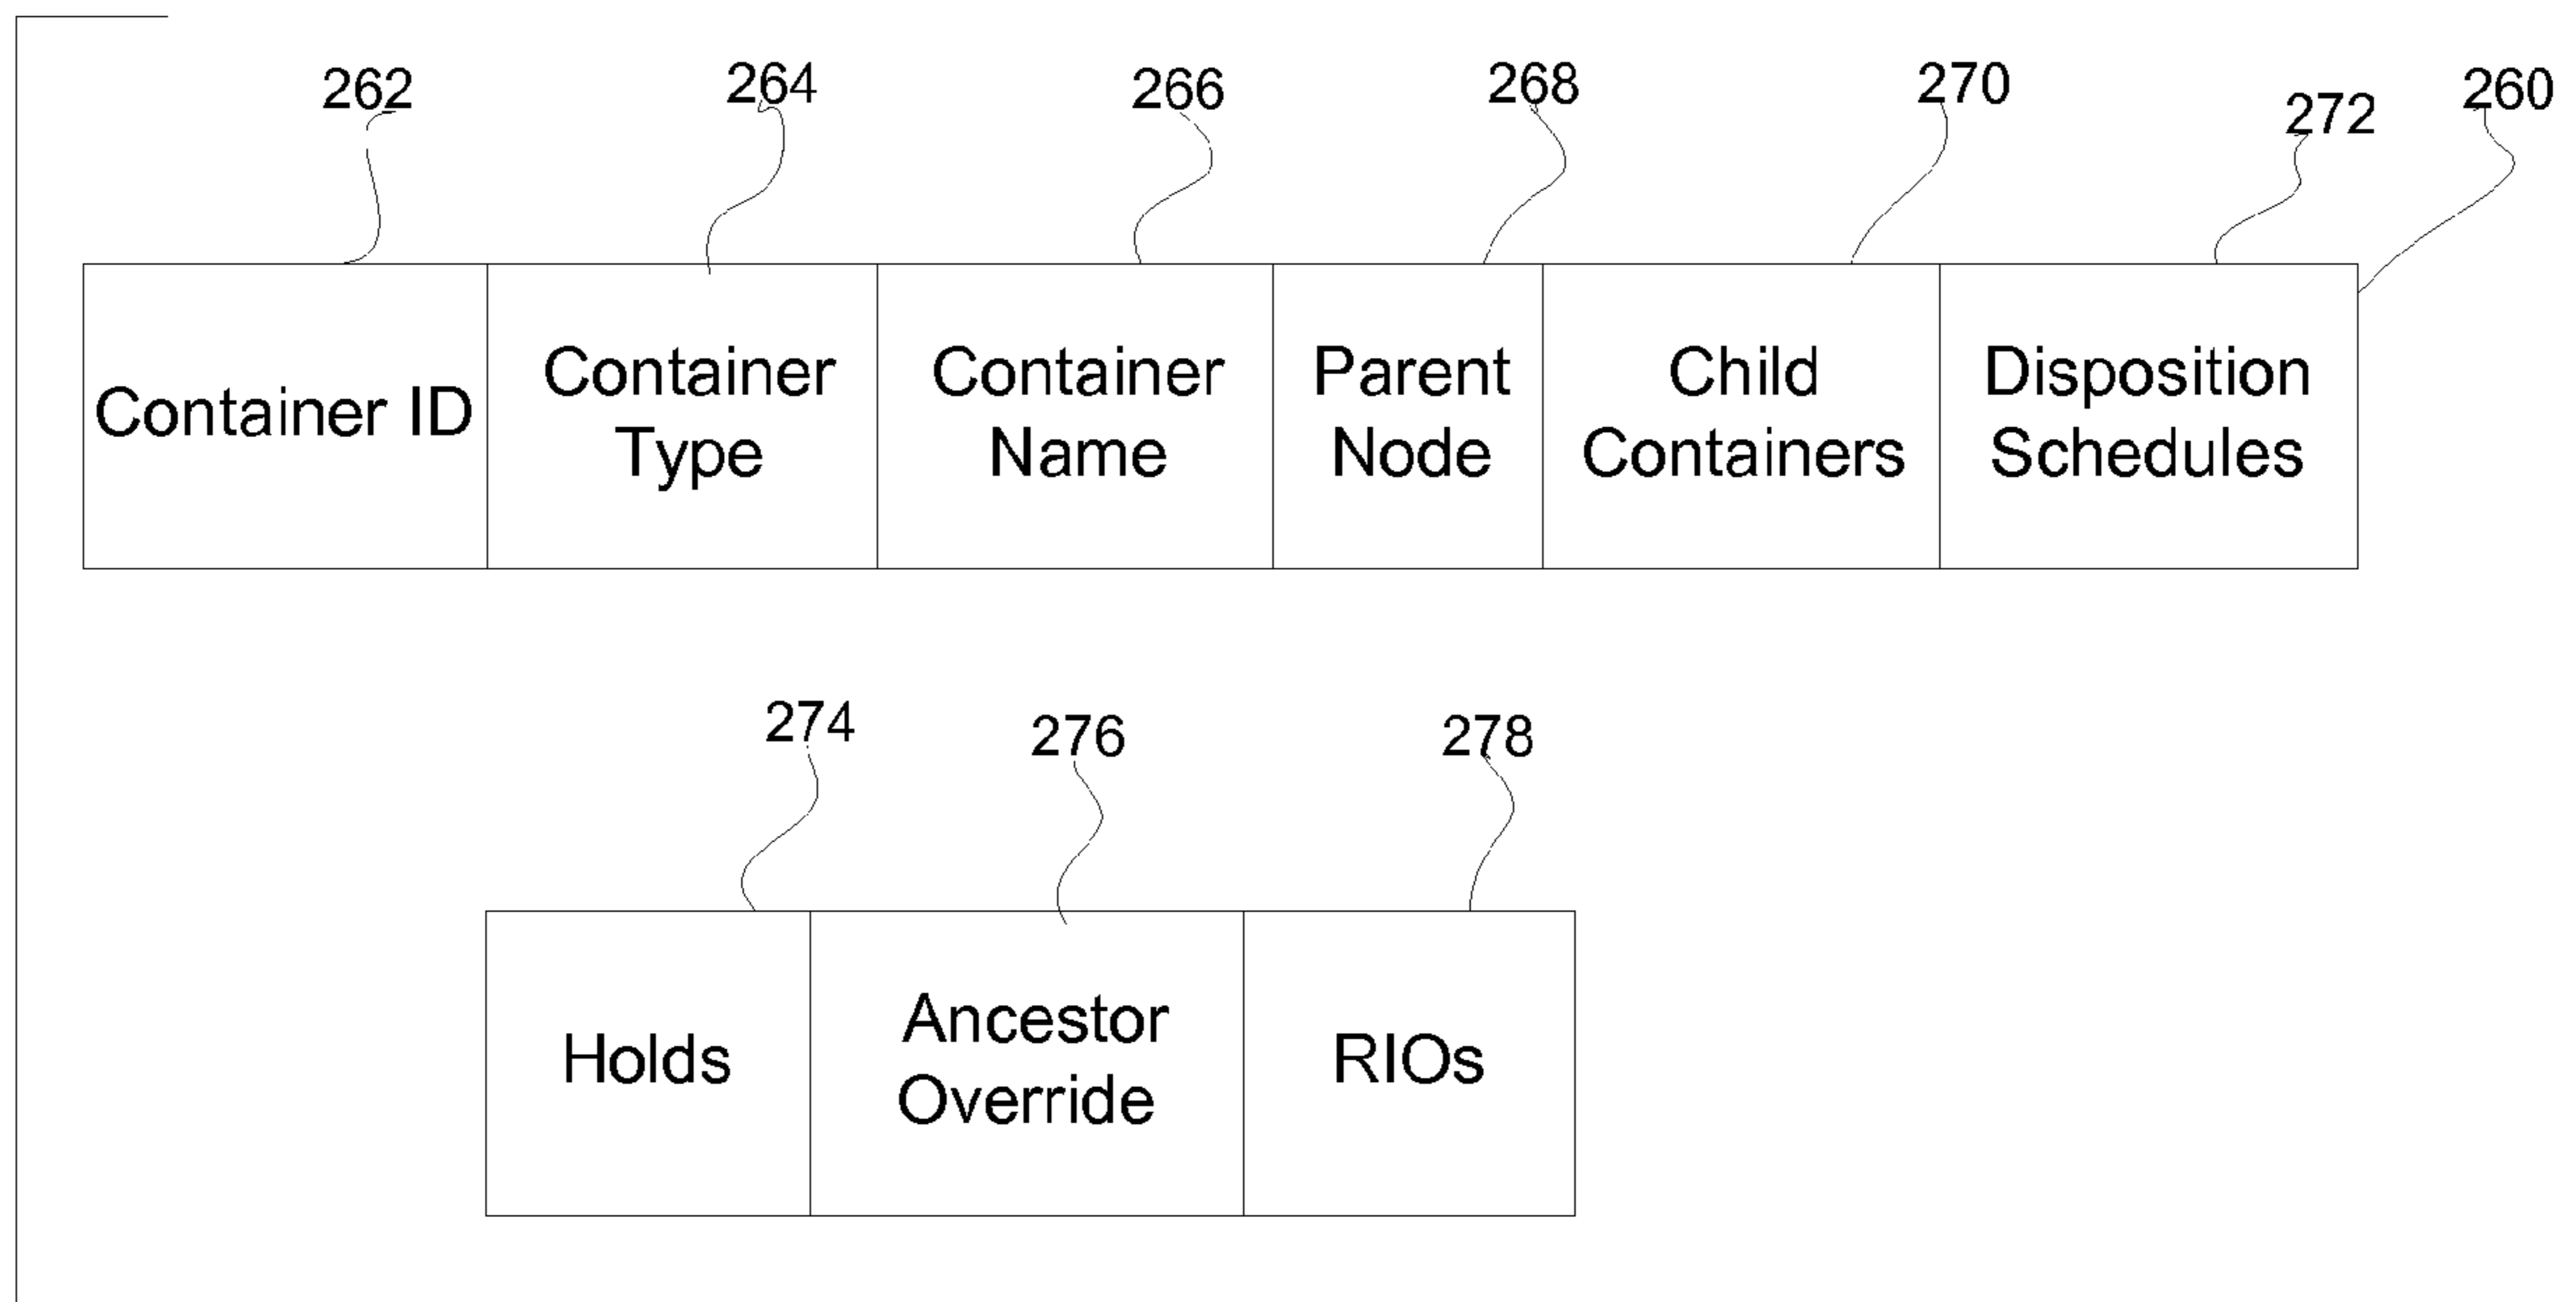 262
264
266
268
270
272
260
Container ID
Container
Type
Container
Name
Parent
Node
Child
Containers
Disposition
Schedules
274
276
278
Holds
Ancestor
Override
RIOs